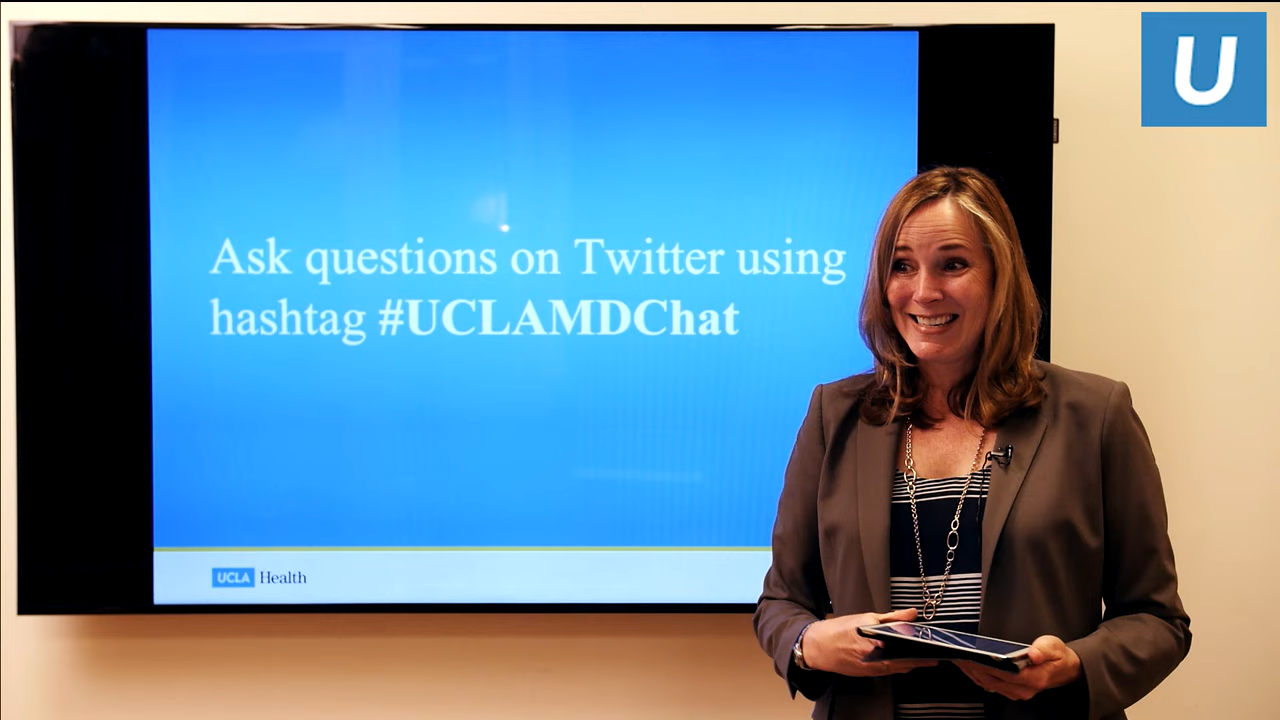 U
Ask questions on Twitter using
hashtag #UCLAMDChat
UCLA Health